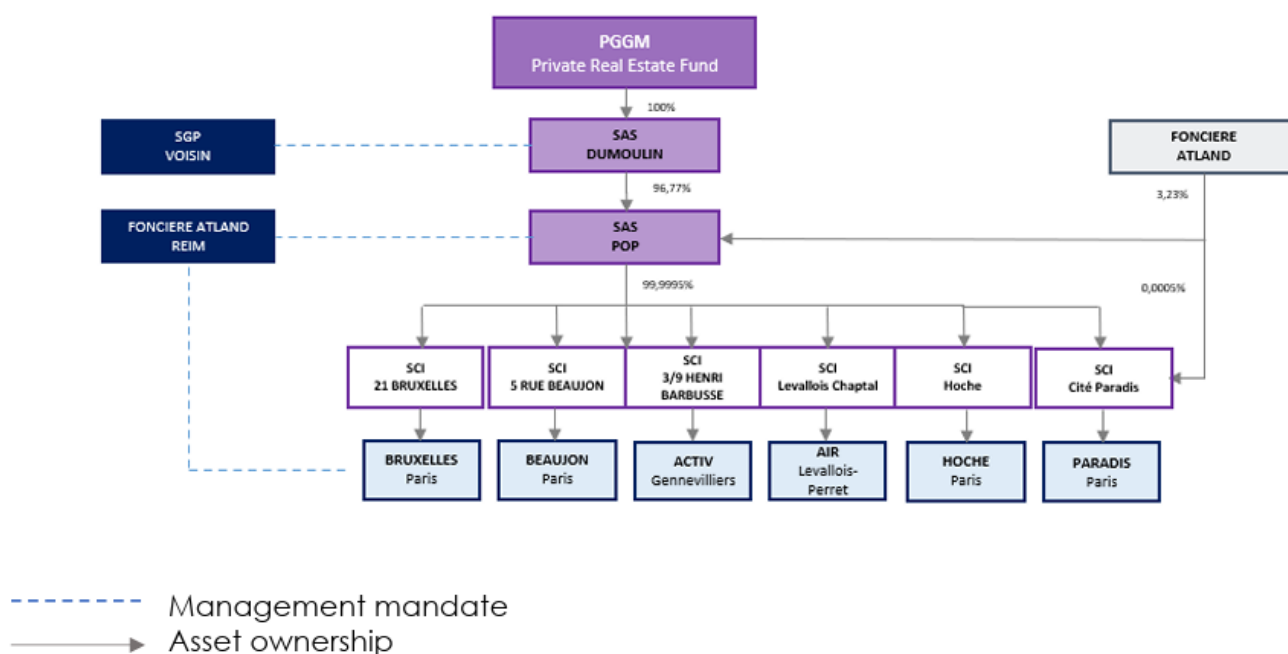 PGGM
Private Real Estate Fund
100%
SGP
VOISIN
SAS
DUMOULIN
FONCIERE
ATLAND
96,77%
3,23%
FONCIERE ATLAND
REIM
SAS
POP
99,9995%
0,0005%
SCI
21 BRUXELLES
SCI
5 RUE BEAUJON
SCI
3/9 HENRI
BARBUSSE
SCI
Levallois Chaptal
SCI
Hoche
SCI
Cité Paradis
BRUXELLES
Paris
BEAUJON
Paris
ACTIV
Gennevilliers
AIR
Levallois-
Perret
HOCHE
Paris
PARADIS
Paris
Management mandate
Asset ownership